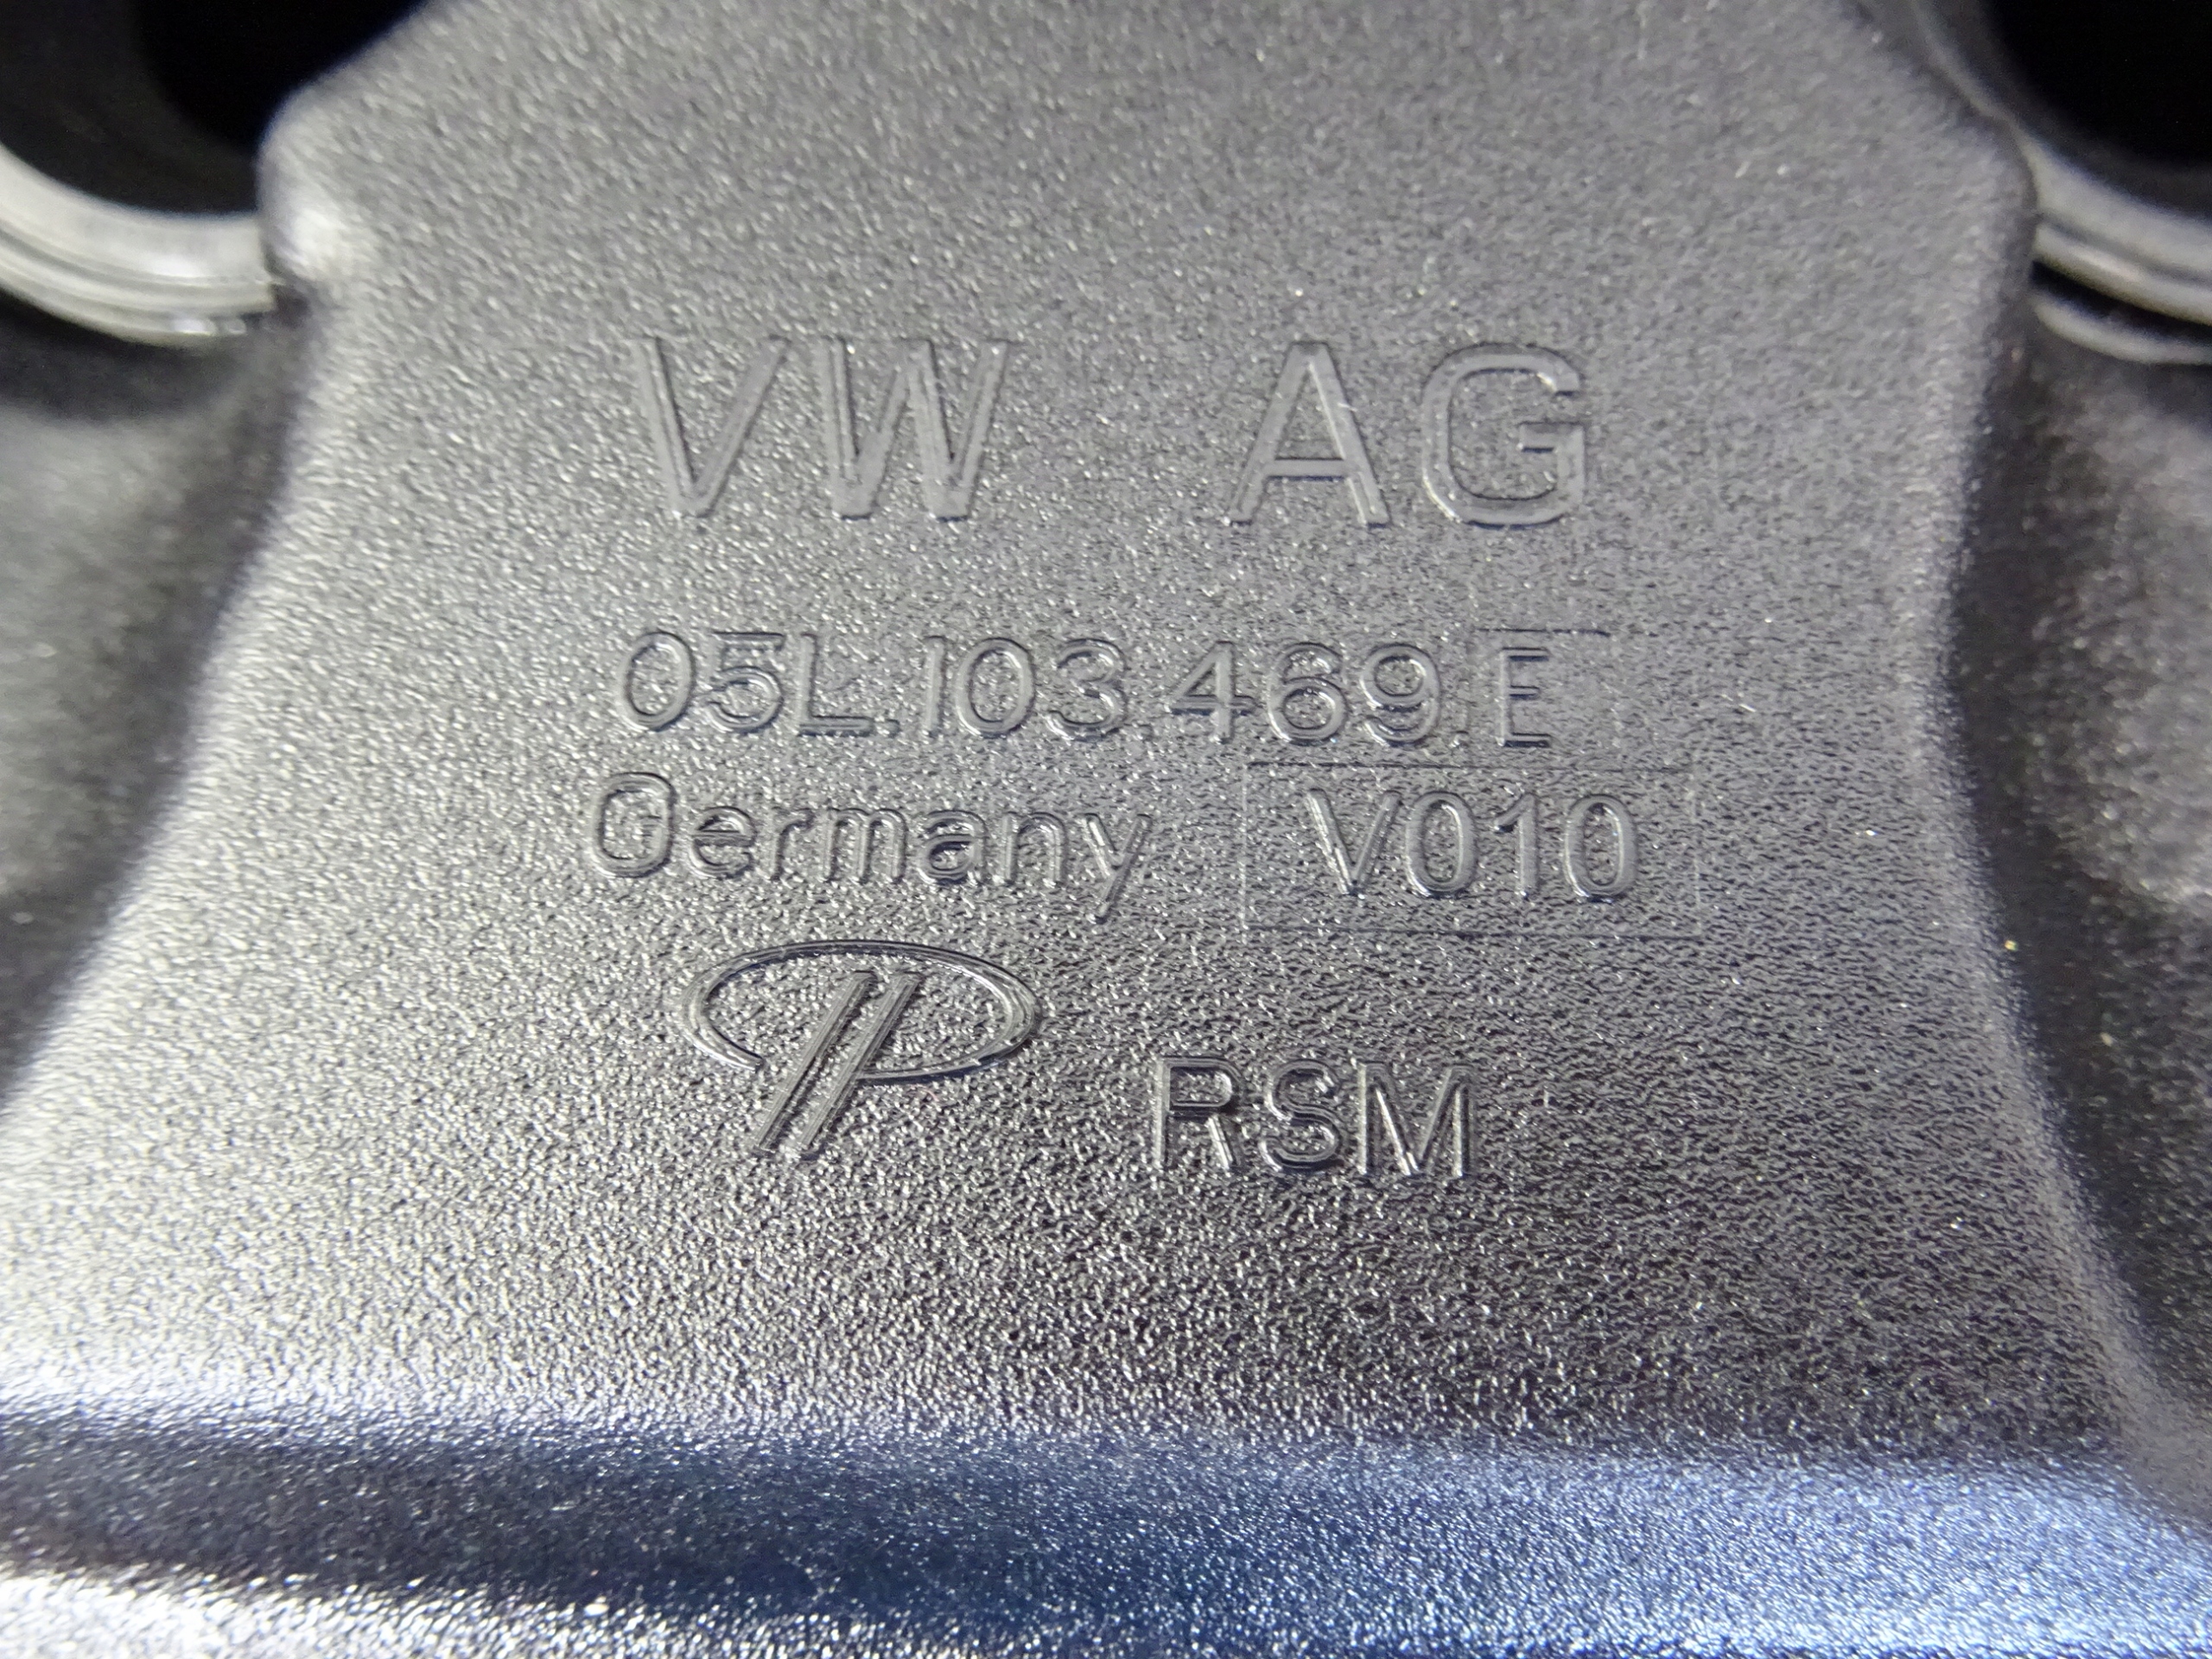 VW AG
05L.103.469.E
Germany V010
RSM